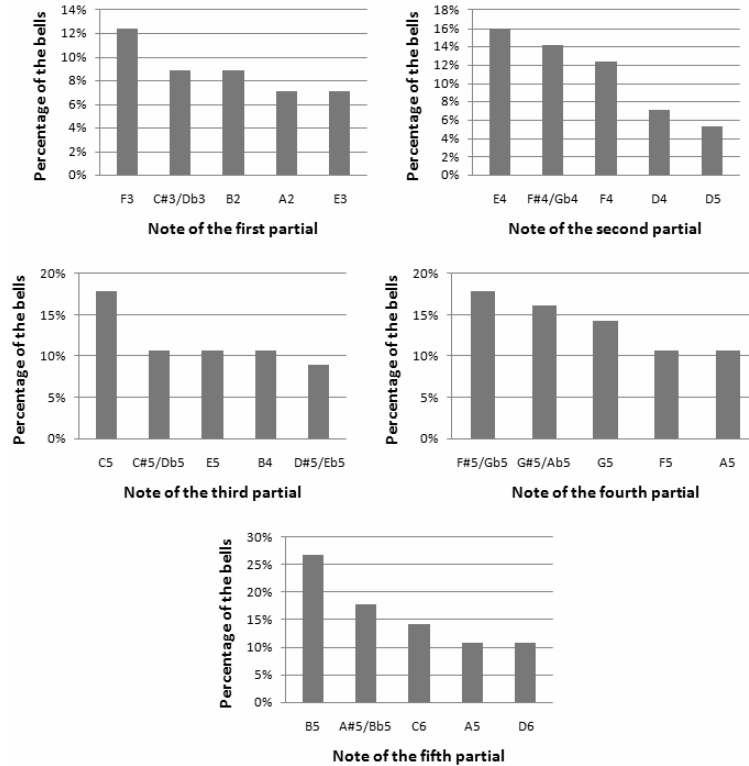 14%
12%
10%
8%
6%
4%
2%
0%
Percentage of the bells
F3 C#3/Db3 B2 A2 E3
Note of the first partial
18%
16%
14%
12%
10%
8%
6%
4%
2%
0%
Percentage of the bells
E4 F#4/Gb4 F4 D4 D5
Note of the second partial
20%
15%
10%
5%
0%
Percentage of the bells
C5 C#5/Db5 E5 B4 D#5/Eb5
Note of the third partial
20%
15%
10%
5%
0%
Percentage of the bells
F#5/Gb5 G#5/Ab5 G5 F5 A5
Note of the fourth partial
30%
25%
20%
15%
10%
5%
0%
Percentage of the bells
B5 A#5/Bb5 C6 A5 D6
Note of the fifth partial